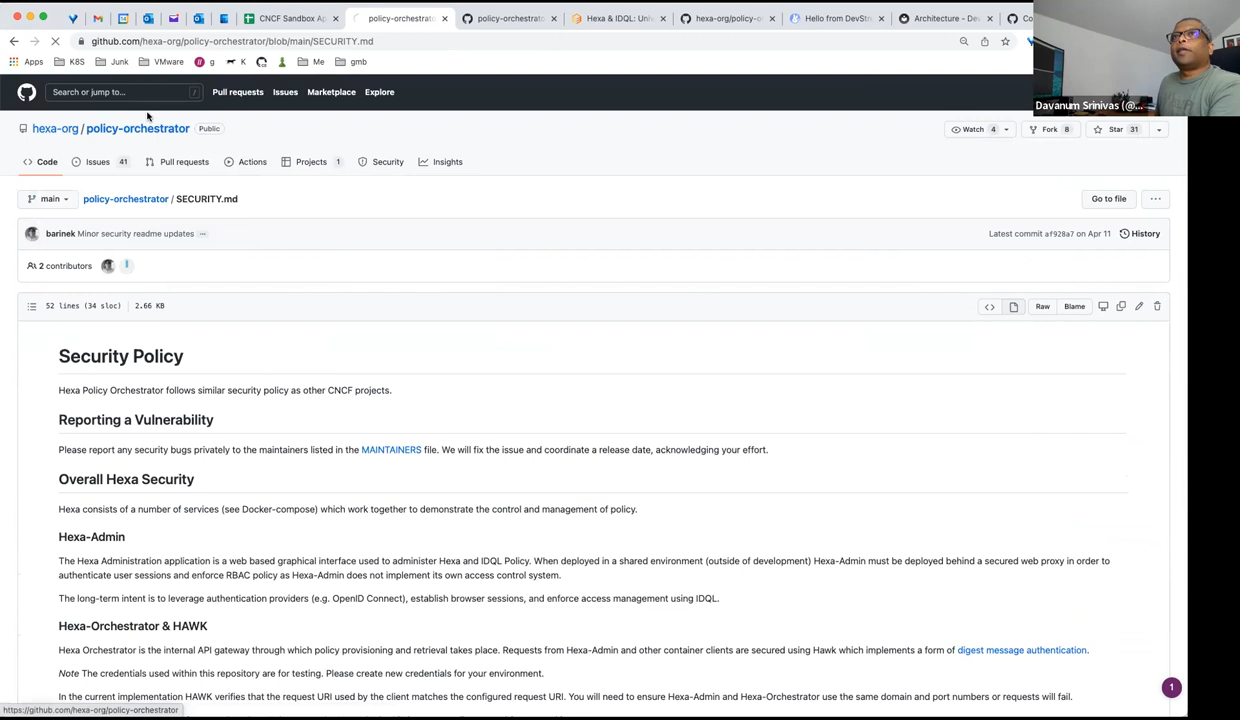 CNCF Sandbox Ap
policy-orchestrator
policy-orchestrato
Hexa & IDQL: Uni
hexa-org/policy-o
Hello from DevStre
Architecture - Dev
Co
github.com/hexa-org/policy-orchestrator/blob/main/SECURITY.md
Apps K8S Junk VMware g K Me gmb
Search or jump to... / Pull requests Issues Marketplace Explore
Davanum Srinivas (@...
hexa-org / policy-orchestrator Public
Watch 4 Fork 8 Star 31
Code Issues 41 Pull requests Actions Projects 1 Security Insights
main policy-orchestrator / SECURITY.md Go to file ...
barinek Minor security readme updates ... Latest commit af928a7 on Apr 11 History
2 contributors
52 lines (34 sloc) 2.66 KB Raw Blame
Security Policy
Hexa Policy Orchestrator follows similar security policy as other CNCF projects.
Reporting a Vulnerability
Please report any security bugs privately to the maintainers listed in the MAINTAINERS file. We will fix the issue and coordinate a release date, acknowledging your effort.
Overall Hexa Security
Hexa consists of a number of services (see Docker-compose) which work together to demonstrate the control and management of policy.
Hexa-Admin
The Hexa Administration application is a web based graphical interface used to administer Hexa and IDQL Policy. When deployed in a shared environment (outside of development) Hexa-Admin must be deployed behind a secured web proxy in order to
authenticate user sessions and enforce RBAC policy as Hexa-Admin does not implement its own access control system.
The long-term intent is to leverage authentication providers (e.g. OpenID Connect), establish browser sessions, and enforce access management using IDQL.
Hexa-Orchestrator & HAWK
Hexa Orchestrator is the internal API gateway through which policy provisioning and retrieval takes place. Requests from Hexa-Admin and other container clients are secured using Hawk which implements a form of digest message authentication.
Note The credentials used within this repository are for testing. Please create new credentials for your environment.
In the current implementation HAWK verifies that the request URI used by the client matches the configured request URI. You will need to ensure Hexa-Admin and Hexa-Orchestrator use the same domain and port numbers or requests will fail.
https://github.com/hexa-org/policy-orchestrator
1